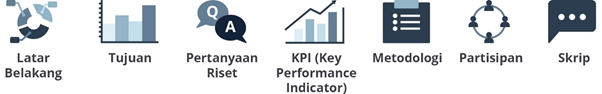 Q
A
Latar
Belakang
Tujuan
Pertanyaan
Riset
KPI (Key
Performance
Indicator)
Metodologi
Partisipan
Skrip